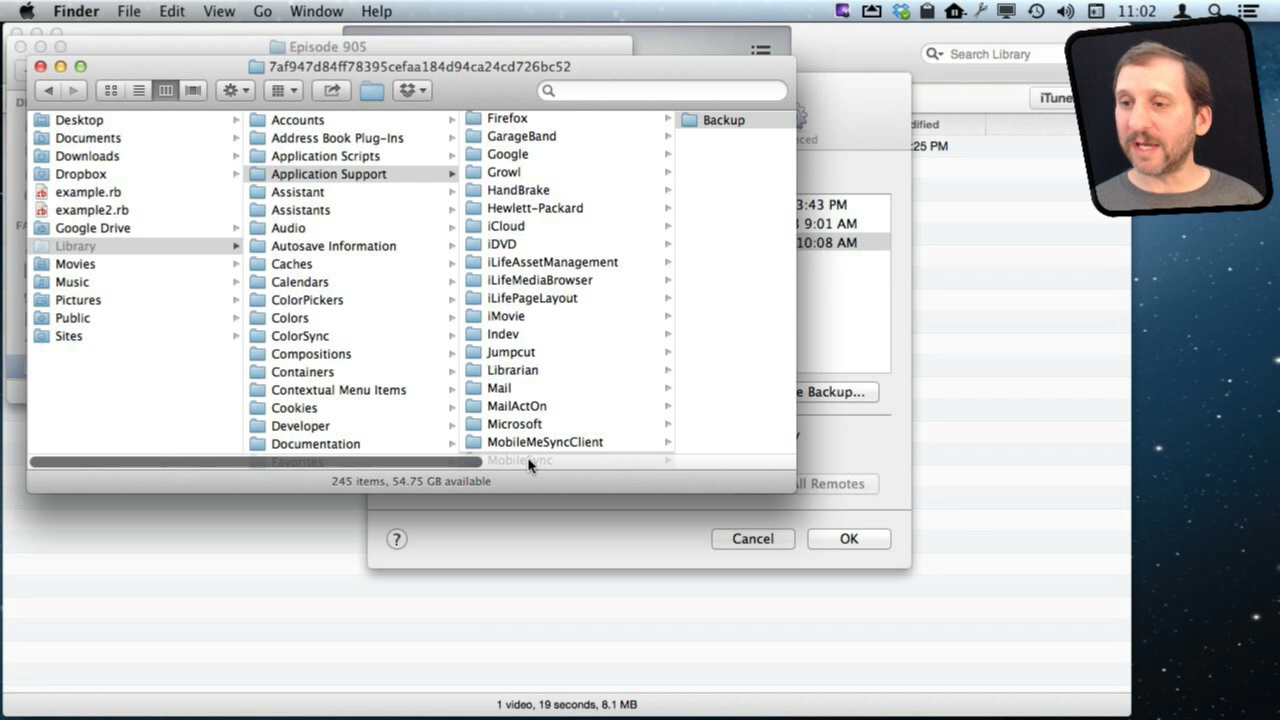 Finder File Edit View Go Window Help 11:02
Episode 905
Search Library
7af947d84ff78395cefaa184d94ca24cd726bc52
Desktop
Documents
Downloads
Dropbox
example.rb
example2.rb
Google Drive
Library
Movies
Music
Pictures
Public
Sites
Accounts
Address Book Plug-Ins
Application Scripts
Application Support
Assistant
Assistants
Audio
Autosave Information
Caches
Calendars
ColorPickers
Colors
ColorSync
Compositions
Containers
Contextual Menu Items
Cookies
Developer
Documentation
Favorites
Firefox
GarageBand
Google
Growl
HandBrake
Hewlett-Packard
iCloud
iDVD
iLifeAssetManagement
iLifeMediaBrowser
iLifePageLayout
iMovie
Indev
Jumpcut
Librarian
Mail
MailActOn
Microsoft
MobileMeSyncClient
MobileSync
Backup
245 items, 54.75 GB available
iTune
dified
:25 PM
nced
3:43 PM
9:01 AM
10:08 AM
e Backup...
y
ll Remotes
? Cancel OK
1 video, 19 seconds, 8.1 MB